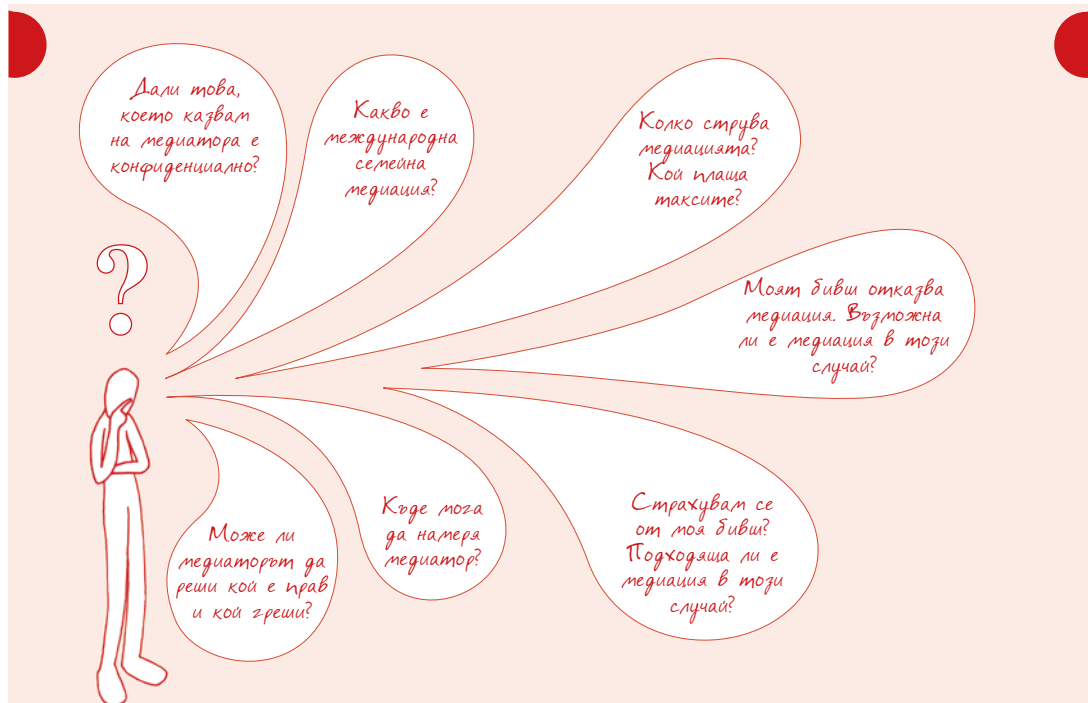 Дали това,
което казвам
на медиатора е
конфиденциално?
Какво е
международна
семейна
медиация?
Колко струва
медиацията?
Кой плаща
таксите?
Моят бивш отказва
медиация. Възможна
ли е медиация в този
случай?
?
Може ли
медиаторът да
реши кой е прав
и кой греши?
Къде мога
да намеря
медиатор?
Страхувам се
от моя бивш?
Подходяща ли е
медиация в този
случай?